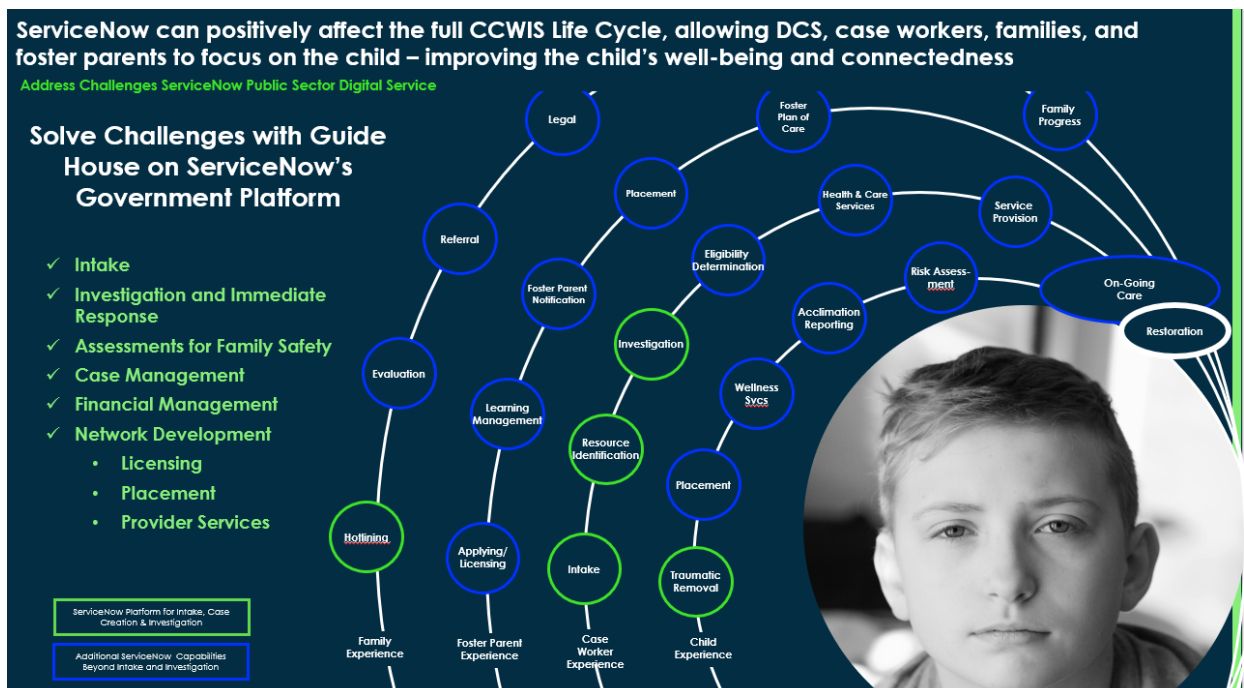 ServiceNow can positively affect the full CCWIS Life Cycle, allowing DCS, case workers, families, and
foster parents to focus on the child – improving the child's well-being and connectedness
Address Challenges ServiceNow Public Sector Digital Service
Solve Challenges with Guide
House on ServiceNow's
Government Platform
✓ Intake
✓ Investigation and Immediate
Response
✓ Assessments for Family Safety
✓ Case Management
✓ Financial Management
✓ Network Development
• Licensing
• Placement
• Provider Services
ServiceNow Platform for Intake, Case
Creation & Investigation
Additional ServiceNow Capabilities
Beyond Intake and Investigation
Legal
Referral
Evaluation
Hotlining
Family
Experience
Foster
Plan of
Care
Placement
Foster Parent
Notification
Learning
Management
Applying/
Licensing
Foster Parent
Experience
Health & Care
Services
Service
Provision
Eligibility
Determination
Investigation
Resource
Identification
Intake
Case
Worker
Experience
Risk Assess-
ment
Acclimation
Reporting
Wellness
Svcs
Placement
Traumatic
Removal
Child
Experience
Family
Progress
On-Going
Care
Restoration